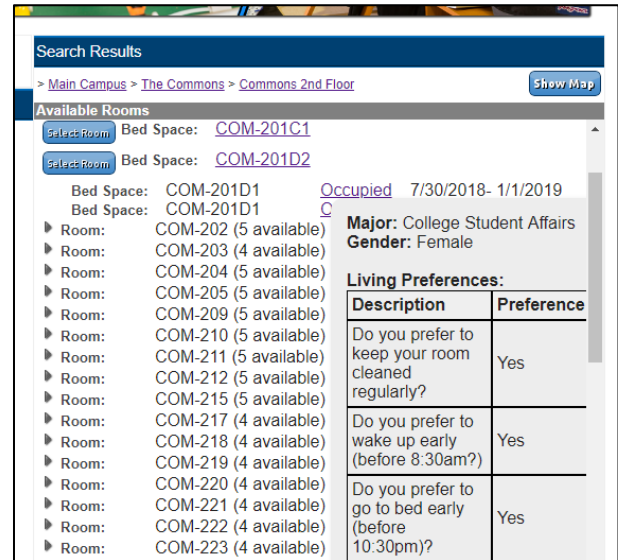 Search Results
> Main Campus > The Commons > Commons 2nd Floor
Show Map
Available Rooms
Select Room Bed Space: COM-201C1
Select Room Bed Space: COM-201D2
Bed Space: COM-201D1 Occupied 7/30/2018- 1/1/2019
Bed Space: COM-201D1 O
Room: COM-202 (5 available)
Room: COM-203 (4 available)
Room: COM-204 (5 available)
Room: COM-205 (5 available)
Room: COM-209 (5 available)
Room: COM-210 (5 available)
Room: COM-211 (5 available)
Room: COM-212 (5 available)
Room: COM-215 (5 available)
Room: COM-217 (4 available)
Room: COM-218 (4 available)
Room: COM-219 (4 available)
Room: COM-220 (4 available)
Room: COM-221 (4 available)
Room: COM-222 (4 available)
Room: COM-223 (4 available)
Major: College Student Affairs
Gender: Female
Living Preferences:
Description Preference
Do you prefer to
keep your room
cleaned
regularly?
Yes
Do you prefer to
wake up early
(before 8:30am?)
Yes
Do you prefer to
go to bed early
(before
10:30pm)?
Yes